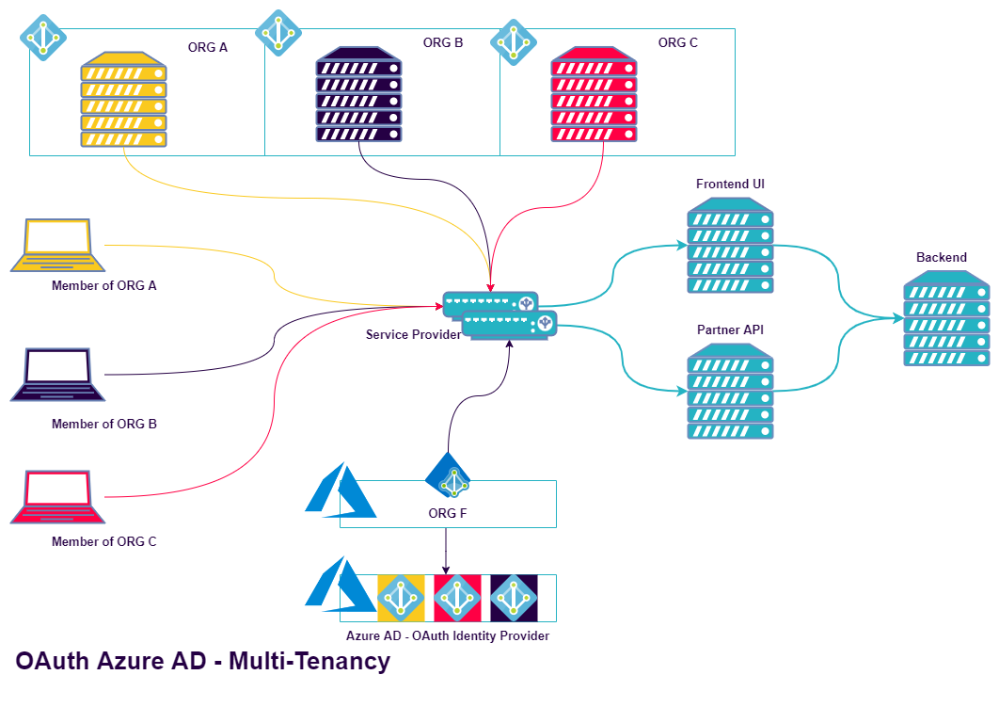 ORG A
ORG B
ORG C
Frontend UI
Member of ORG A
Backend
Service Provider
Partner API
Member of ORG B
ORG F
Member of ORG C
Azure AD - OAuth Identity Provider
OAuth Azure AD - Multi-Tenancy